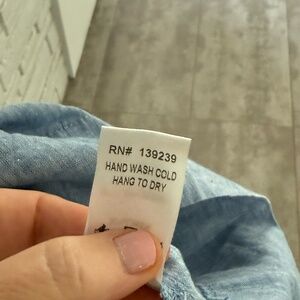 RN# 139239
HAND WASH COLD
HANG TO DRY